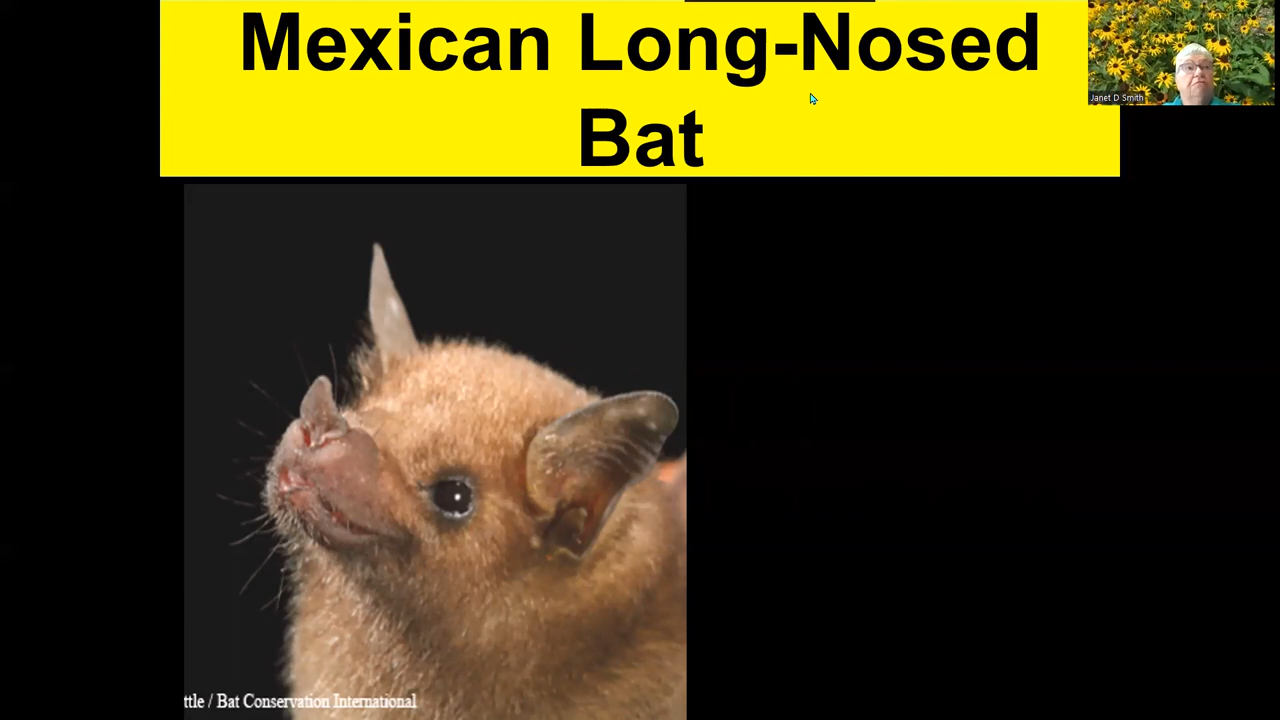 Mexican Long-Nosed
Bat
Janet D Smith
ttle / Bat Conservation International